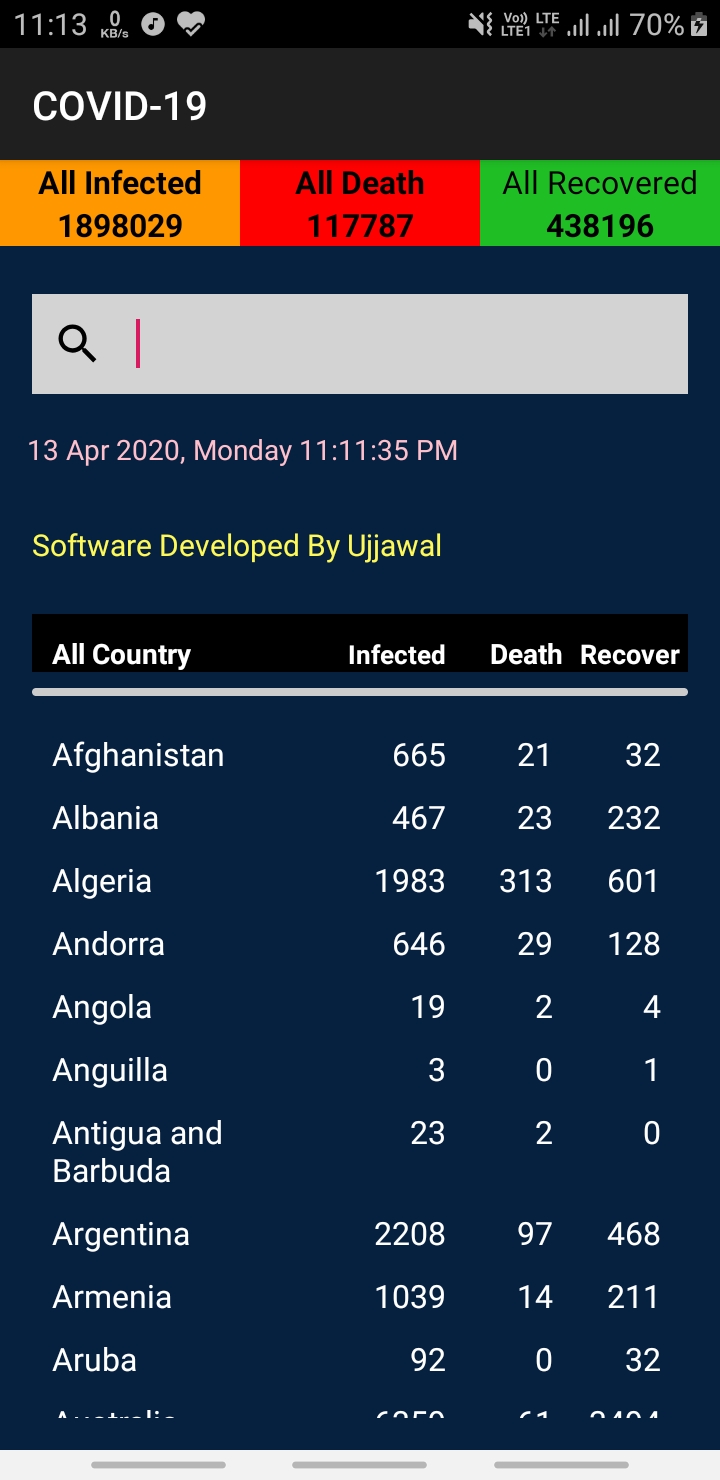 11:13 0 KB/s Vo)) LTE LTE1 70%
COVID-19
All Infected All Death All Recovered
1898029 117787 438196
13 Apr 2020, Monday 11:11:35 PM
Software Developed By Ujjawal
All Country Infected Death Recover
Afghanistan 665 21 32
Albania 467 23 232
Algeria 1983 313 601
Andorra 646 29 128
Angola 19 2 4
Anguilla 3 0 1
Antigua and 23 2 0
Barbuda
Argentina 2208 97 468
Armenia 1039 14 211
Aruba 92 0 32
Australia